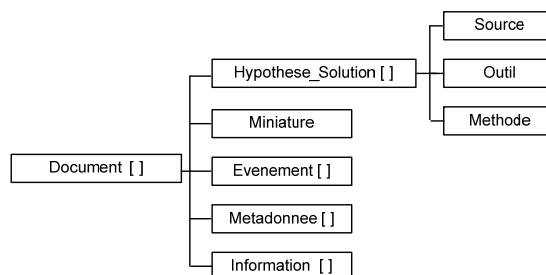 Source
Hypothese_Solution [ ]
Outil
Miniature
Methode
Document [ ]
Evenement [ ]
Metadonnee [ ]
Information [ ]